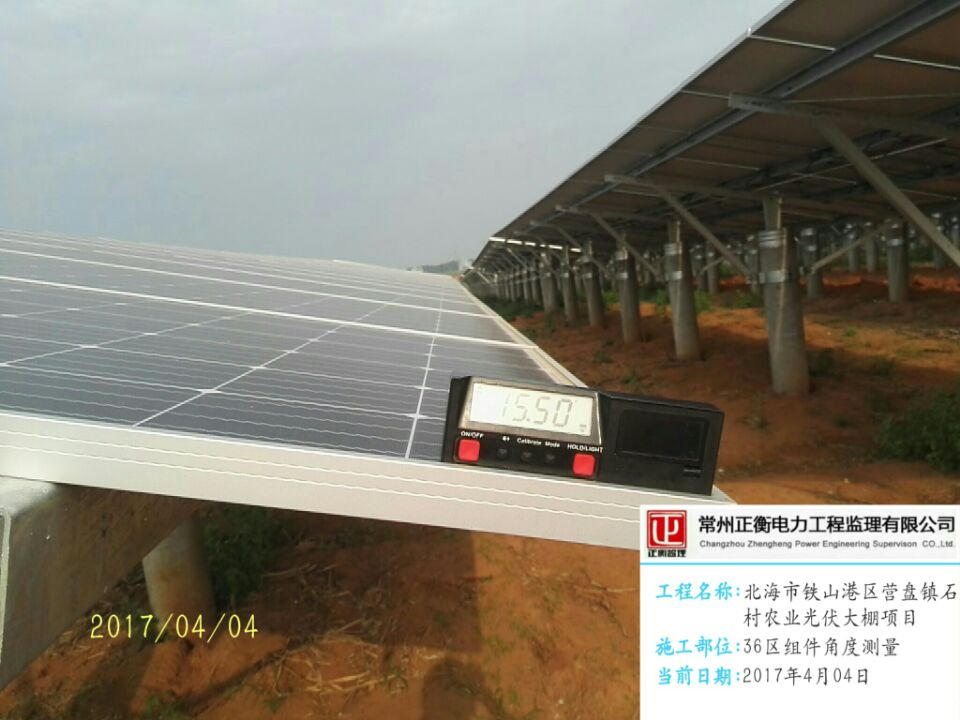 15.50°
ON/OFF Calibrate Mode HOLD/LIGHT
2017/04/04
常州正衡电力工程监理有限公司
Changzhou Zhengheng Power Engineering Supervison CO.,Ltd.
正衡监理
工程名称:北海市铁山港区营盘镇石
村农业光伏大棚项目
施工部位:36区组件角度测量
当前日期:2017年4月04日